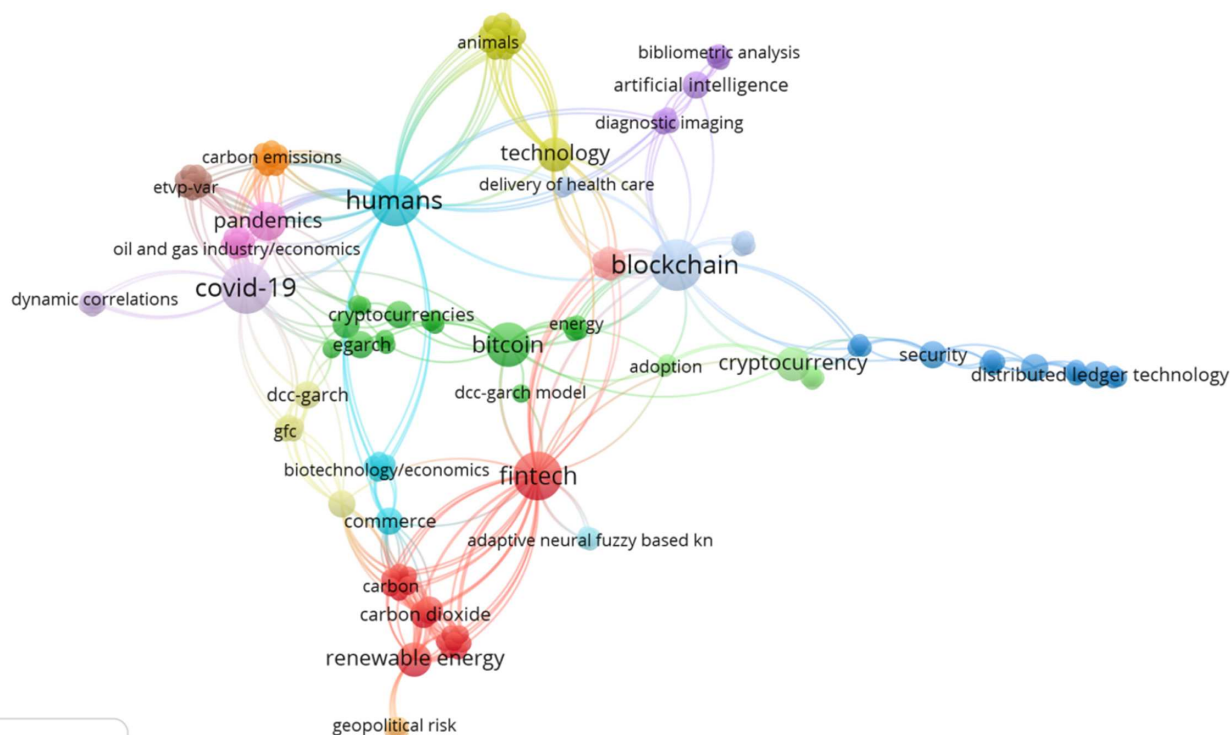 animals
bibliometric analysis
artificial intelligence
diagnostic imaging
technology
carbon emissions
delivery of health care
etvp-var
humans
pandemics
oil and gas industry/economics
blockchain
covid-19
dynamic correlations
cryptocurrencies
energy
egarch
bitcoin
security
adoption
cryptocurrency
distributed ledger technology
dcc-garch
dcc-garch model
gfc
biotechnology/economics
fintech
commerce
adaptive neural fuzzy based kn
carbon
carbon dioxide
renewable energy
geopolitical risk